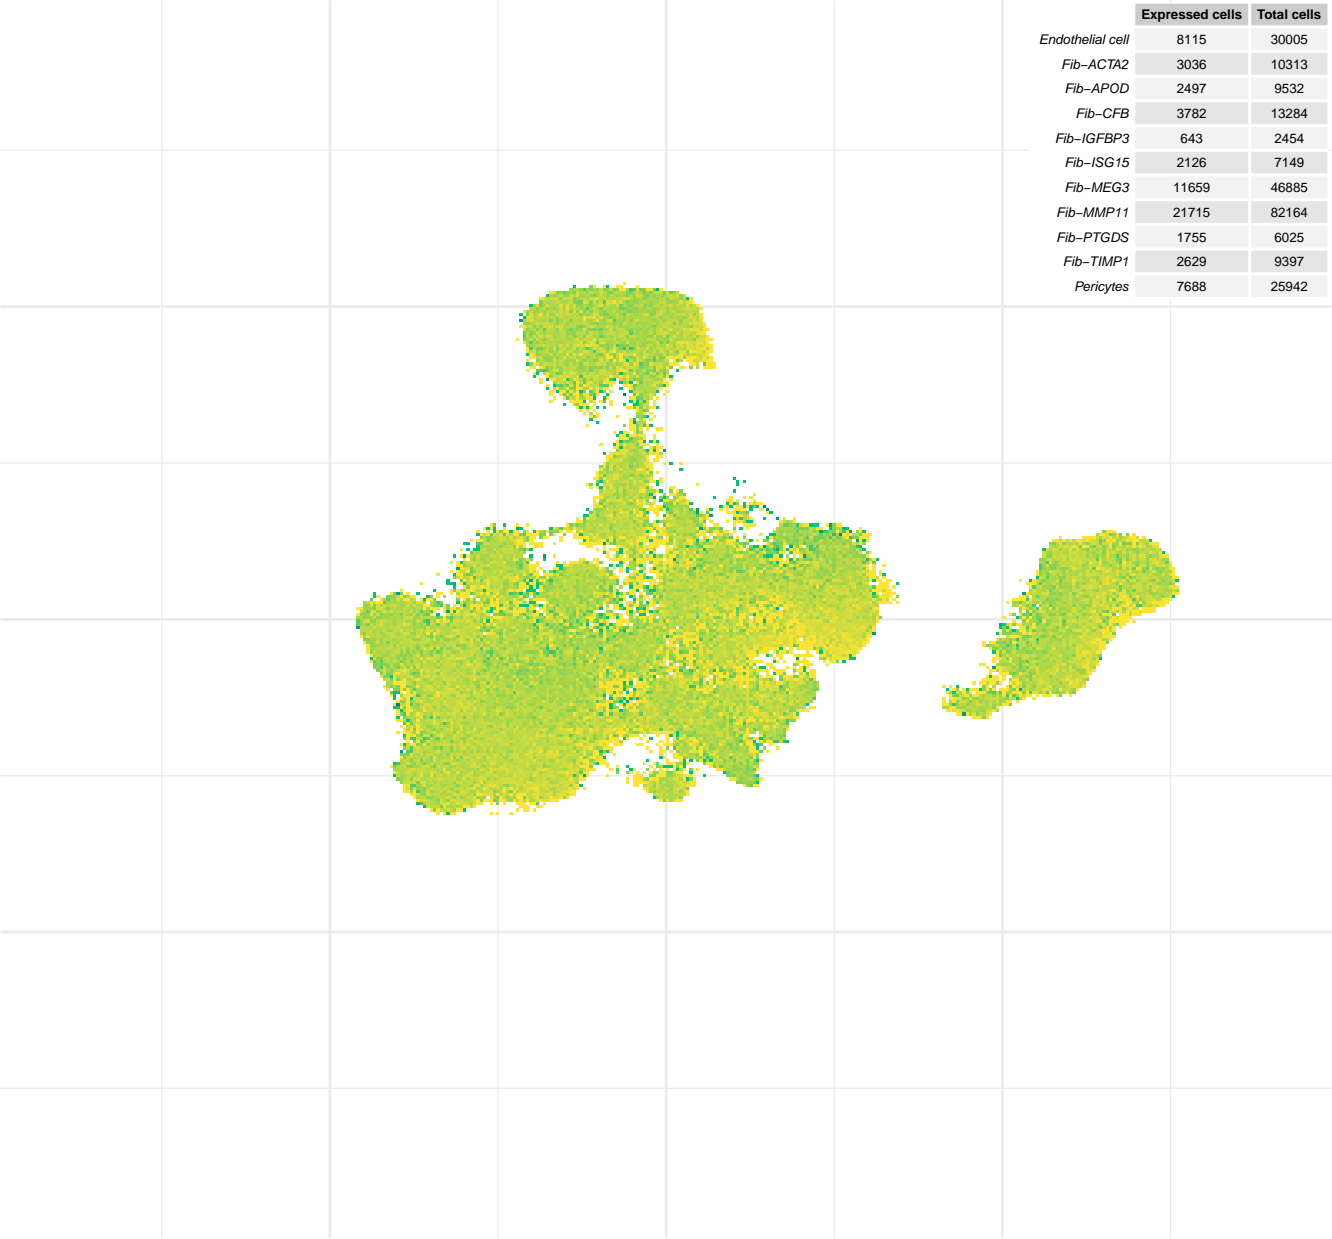 Expressed cells Total cells
Endothelial cell 8115 30005
Fib−ACTA2 3036 10313
Fib−APOD 2497 9532
Fib−CFB 3782 13284
Fib−IGFBP3 643 2454
Fib−ISG15 2126 7149
Fib−MEG3 11659 46885
Fib−MMP11 21715 82164
Fib−PTGDS 1755 6025
Fib−TIMP1 2629 9397
Pericytes 7688 25942